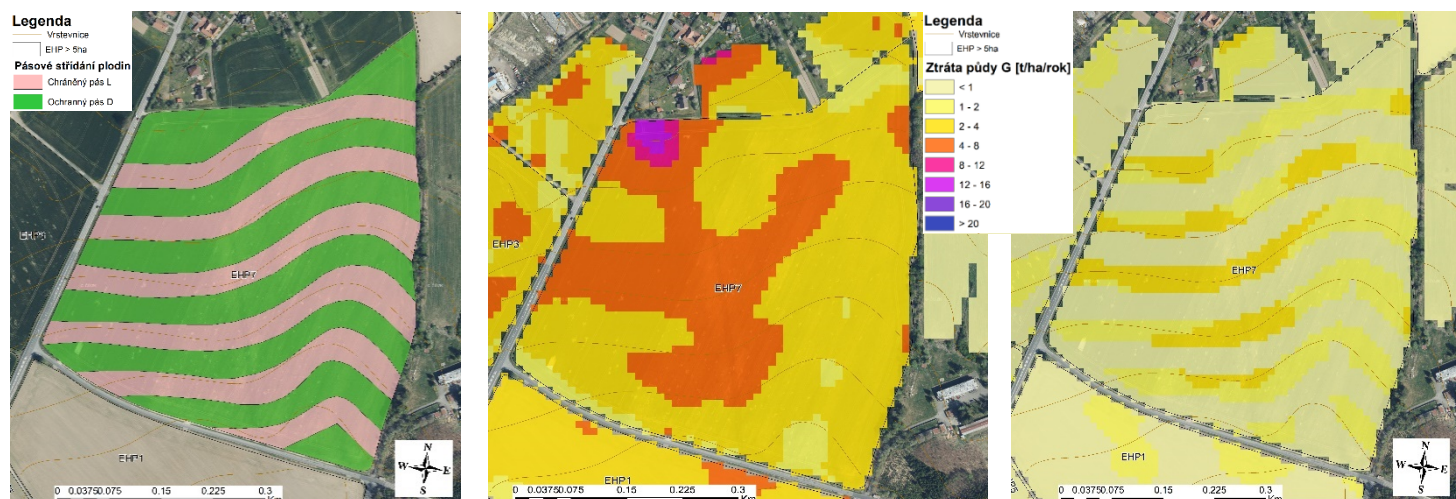 Legenda
Vrstevnice
EHP > 5ha
Pásové střídání plodin
Chráněný pás L
Ochranný pás D
EHP7
EHP1
N
W
E
S
0 0.0375 0.075 0.15 0.225 0.3
EHP3
EHP7
EHP1
0 0.0375 0.075 0.15 0.225 0.3
Km
Legenda
Vrstevnice
EHP > 5ha
Ztráta půdy G [t/ha/rok]
< 1
1 - 2
2 - 4
4 - 8
8 - 12
12 - 16
16 - 20
> 20
EHP7
EHP1
N
W
E
S
0 0.0375 0.075 0.15 0.225 0.3
Km